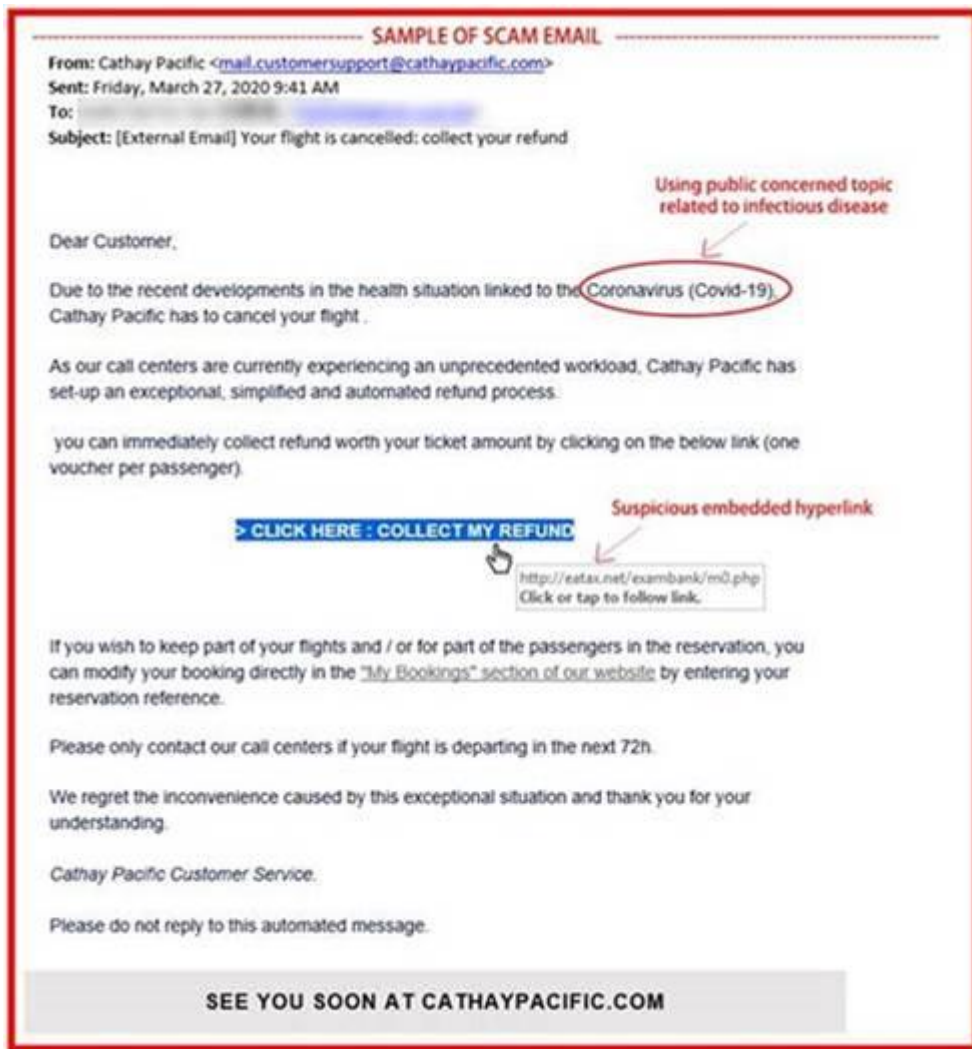 SAMPLE OF SCAM EMAIL
From: Cathay Pacific <mail.customersupport@cathaypacific.com>
Sent: Friday, March 27, 2020 9:41 AM
To:
Subject: [External Email] Your flight is cancelled: collect your refund
Using public concerned topic
related to infectious disease
Dear Customer,
Due to the recent developments in the health situation linked to the Coronavirus (Covid-19),
Cathay Pacific has to cancel your flight .
As our call centers are currently experiencing an unprecedented workload, Cathay Pacific has
set-up an exceptional, simplified and automated refund process.
you can immediately collect refund worth your ticket amount by clicking on the below link (one
voucher per passenger).
Suspicious embedded hyperlink
> CLICK HERE : COLLECT MY REFUND
http://eatax.net/exambank/m0.php
Click or tap to follow link.
If you wish to keep part of your flights and / or for part of the passengers in the reservation, you
can modify your booking directly in the "My Bookings" section of our website by entering your
reservation reference.
Please only contact our call centers if your flight is departing in the next 72h.
We regret the inconvenience caused by this exceptional situation and thank you for your
understanding.
Cathay Pacific Customer Service.
Please do not reply to this automated message.
SEE YOU SOON AT CATHAYPACIFIC.COM